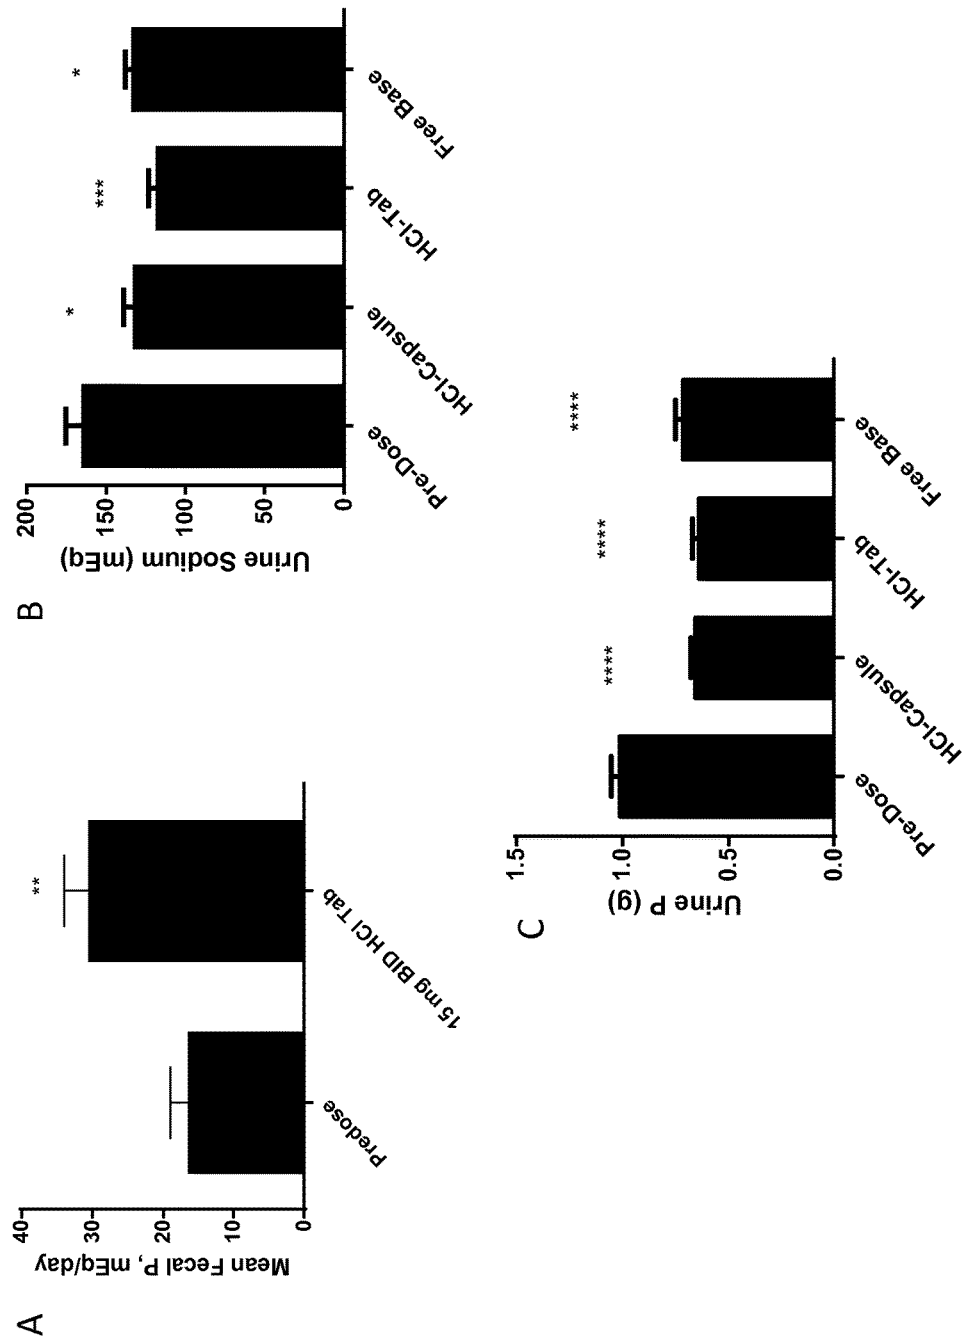 A
Mean Fecal P, mEq/day
40
30
20
10
0
**
Predose
15 mg BID HCl Tab
B
Urine Sodium (mEq)
200
150
100
50
0
*
***
*
Pre-Dose
HCl-Capsule
HCl-Tab
Free Base
C
Urine P (g)
1.5
1.0
0.5
0.0
****
****
****
Pre-Dose
HCl-Capsule
HCl-Tab
Free Base